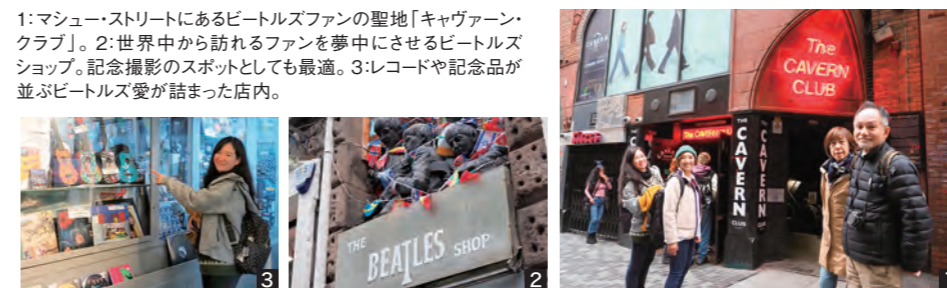 1:マシュー・ストリートにあるビートルズファンの聖地「キャヴァーン・
クラブ」。2:世界中から訪れるファンを夢中にさせるビートルズ
ショップ。記念撮影のスポットとしても最適。3:レコードや記念品が
並ぶビートルズ愛が詰まった店内。
3
THE
BEATLES SHOP
2
The
CAVERN
CLUB
THE CAVERN
THE
CAVERN
CLUB
THE
CAVERN